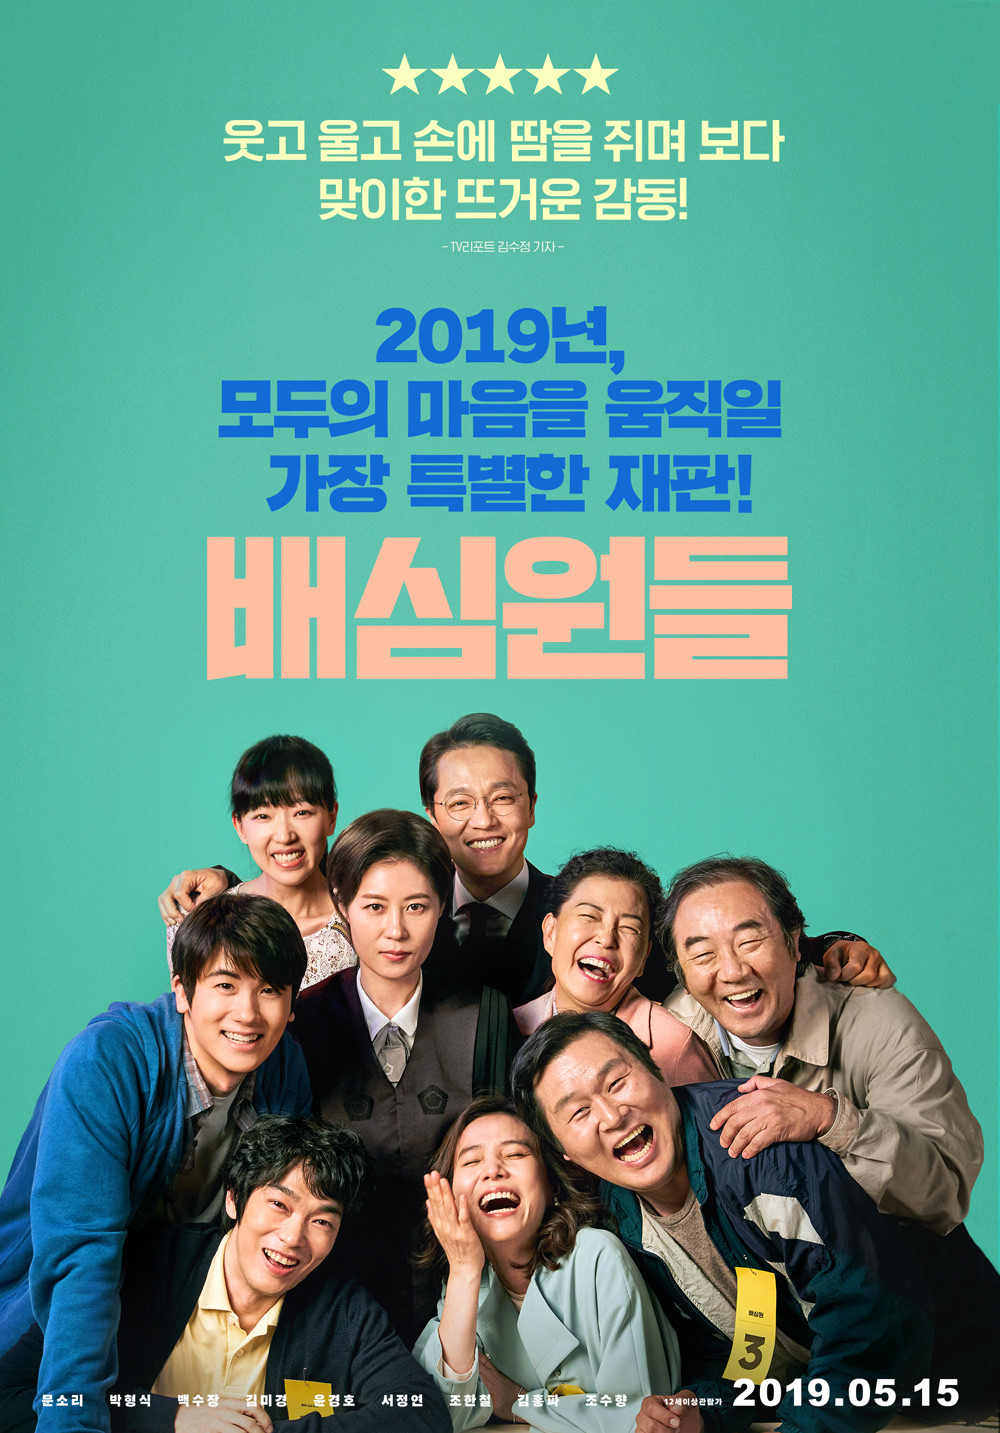 ★★★★★
웃고 울고 손에 땀을 쥐며 보다
맞이한 뜨거운 감동!
- TV리포트 김수정 기자 -
2019년,
모두의 마음을 움직일
가장 특별한 재판!
배심원들
배심원
3
문소리 박형식 백수장 김미경 윤경호 서정연 조한철 김홍파 조수향 12세이상관람가 2019.05.15